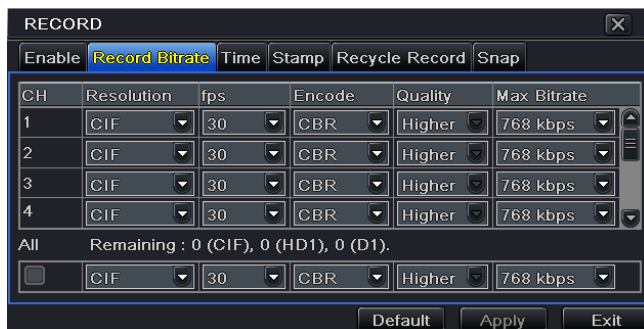 RECORD
Enable Record Bitrate Time Stamp Recycle Record Snap
CH Resolution fps Encode Quality Max Bitrate
1 CIF 30 CBR Higher 768 kbps
2 CIF 30 CBR Higher 768 kbps
3 CIF 30 CBR Higher 768 kbps
4 CIF 30 CBR Higher 768 kbps
All Remaining : 0 (CIF), 0 (HD1), 0 (D1).
CIF 30 CBR Higher 768 kbps
Default Apply Exit